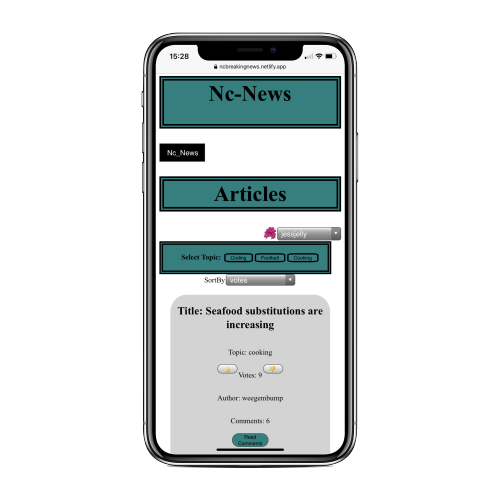 15:28
ncbreakingnews.netlify.app
Nc-News
Nc_News
Articles
jessjelly
Select Topic: Coding Football Cooking
SortBy votes
Title: Seafood substitutions are
increasing
Topic: cooking
Votes: 9
Author: weegembump
Comments: 6
Read
Comments